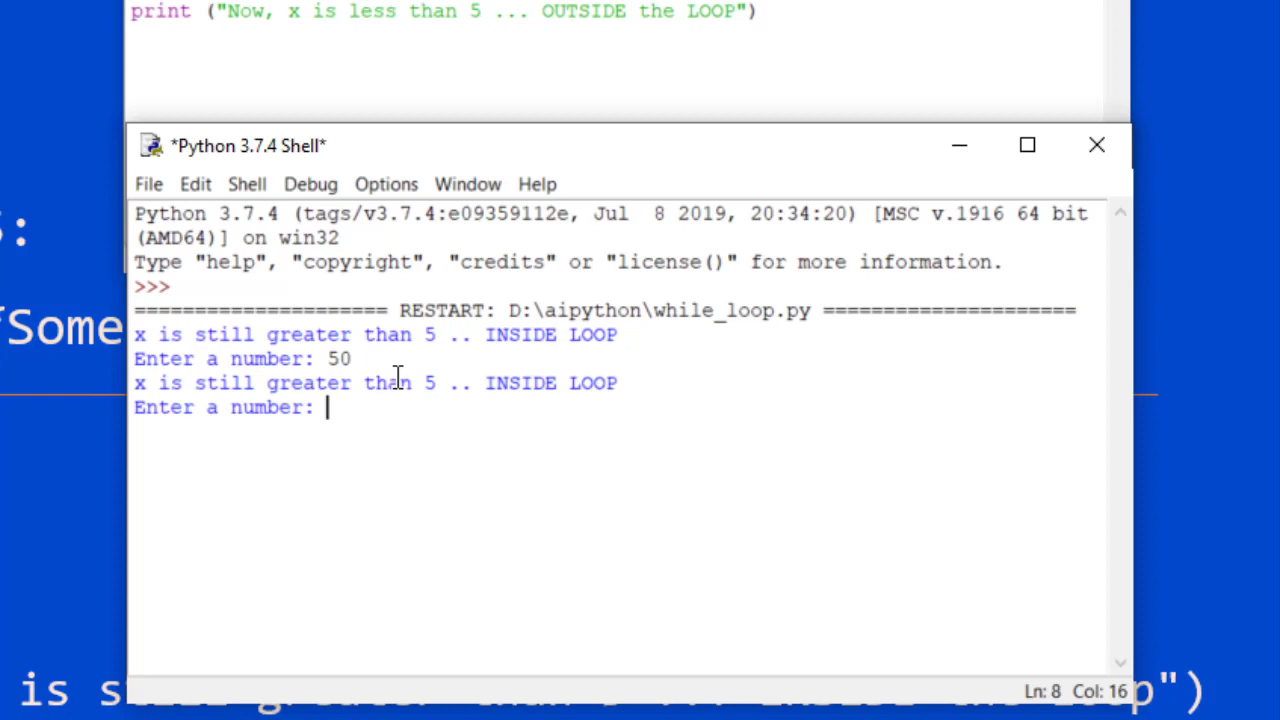 print ("Now, x is less than 5 ... OUTSIDE the LOOP")
*Python 3.7.4 Shell*
File Edit Shell Debug Options Window Help
Python 3.7.4 (tags/v3.7.4:e09359112e, Jul  8 2019, 20:34:20) [MSC v.1916 64 bit
(AMD64)] on win32
Type "help", "copyright", "credits" or "license()" for more information.
>>>
===================== RESTART: D:\aipython\while_loop.py =====================
x is still greater than 5 .. INSIDE LOOP
Enter a number: 50
x is still greater than 5 .. INSIDE LOOP
Enter a number:
:
Some
Ln: 8 Col: 16
is p")